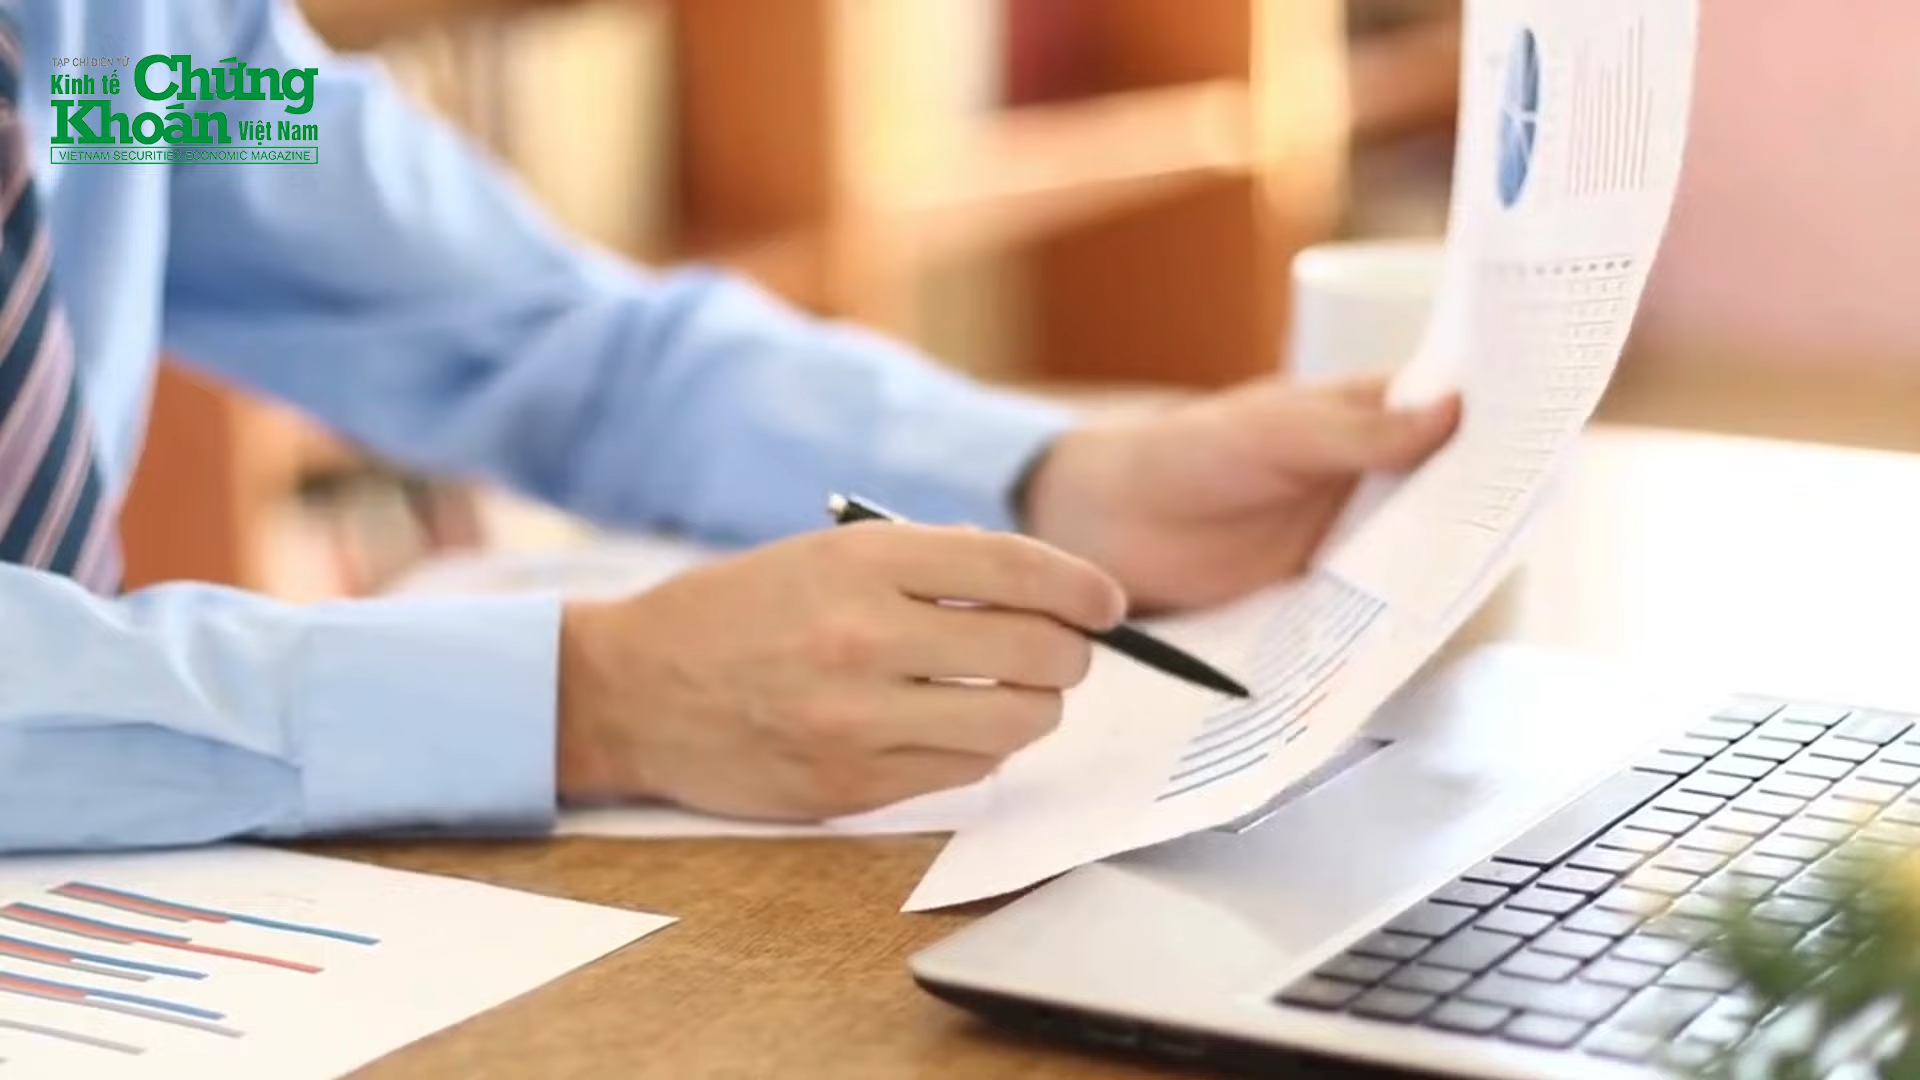 TẠP CHÍ ĐIỆN TỬ
Kinh tế Chứng
Khoán Việt Nam
VIETNAM SECURITIES ECONOMIC MAGAZINE